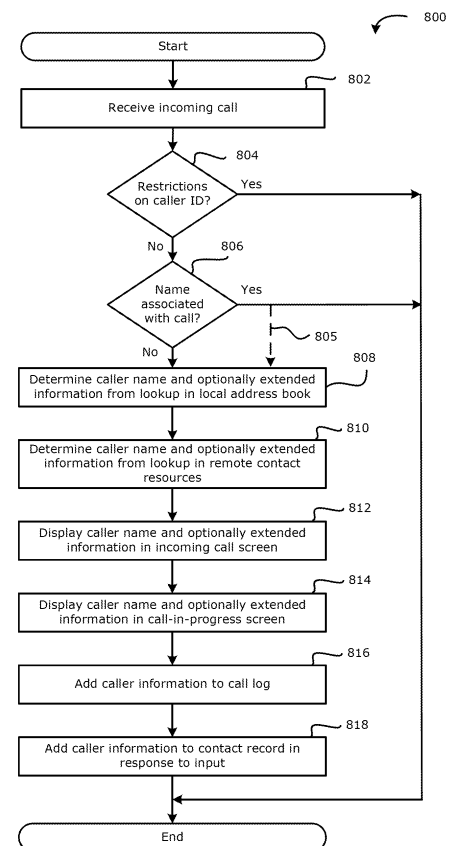 800
Start
802
Receive incoming call
804
Restrictions
on caller ID?
Yes
No
806
Name
associated
with call?
Yes
805
No
808
Determine caller name and optionally extended
information from lookup in local address book
810
Determine caller name and optionally extended
information from lookup in remote contact
resources
812
Display caller name and optionally extended
information in incoming call screen
814
Display caller name and optionally extended
information in call-in-progress screen
816
Add caller information to call log
818
Add caller information to contact record in
response to input
End